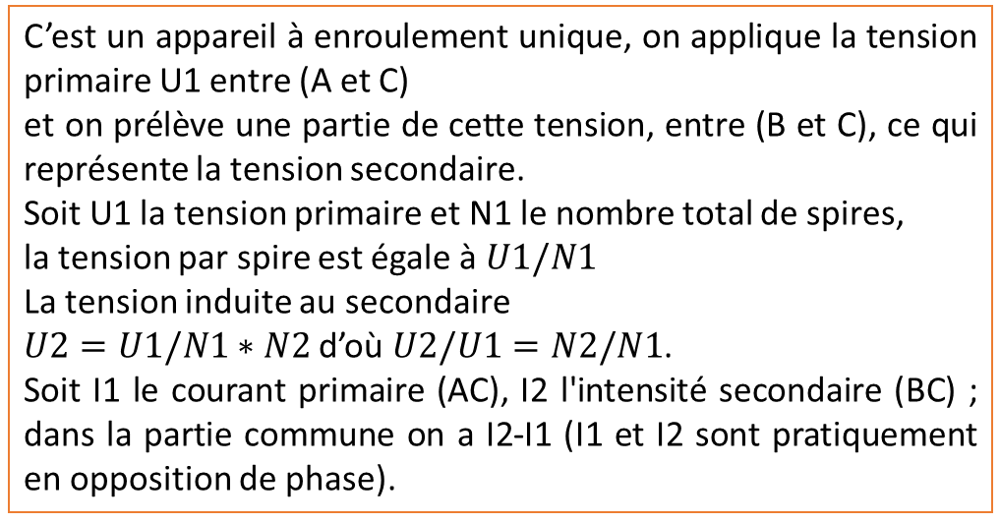 C’est un appareil à enroulement unique, on applique la tension
primaire U1 entre (A et C)
et on prélève une partie de cette tension, entre (B et C), ce qui
représente la tension secondaire.
Soit U1 la tension primaire et N1 le nombre total de spires,
la tension par spire est égale à U1/N1
La tension induite au secondaire
U2 = U1/N1 ∗ N2 d’où U2/U1 = N2/N1.
Soit I1 le courant primaire (AC), I2 l'intensité secondaire (BC) ;
dans la partie commune on a I2-I1 (I1 et I2 sont pratiquement
en opposition de phase).